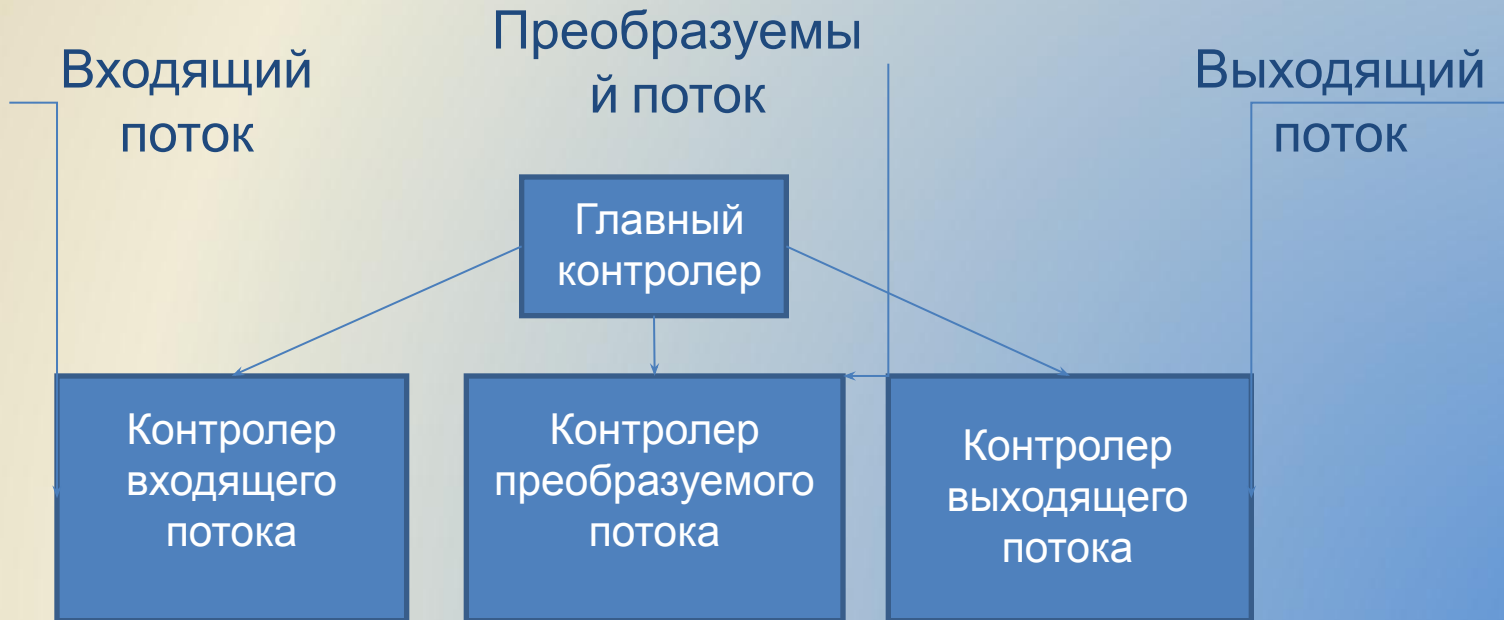 Входящий
поток
Преобразуемы
й поток
Выходящий
поток
Главный
контролер
Контролер
входящего
потока
Контролер
преобразуемого
потока
Контролер
выходящего
потока